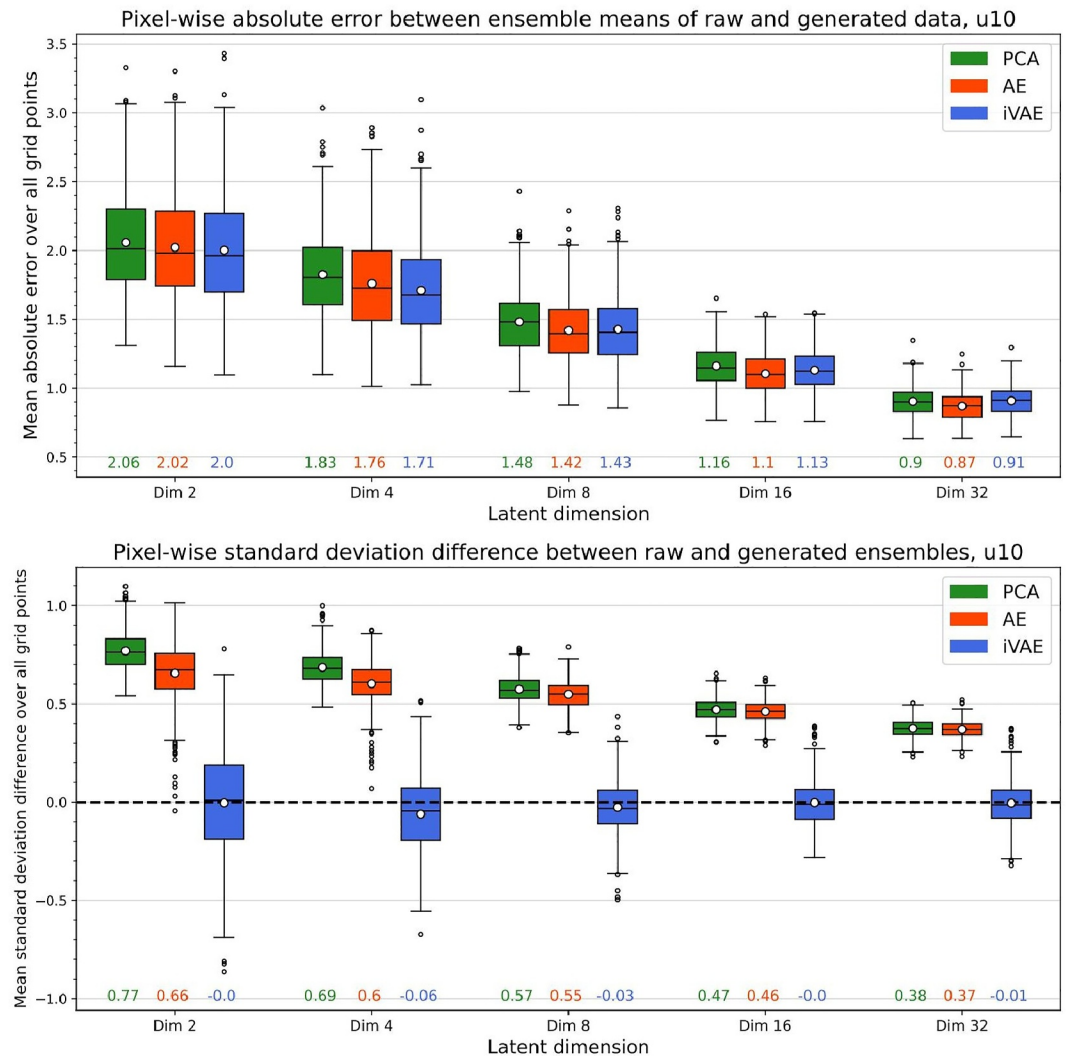 Pixel-wise absolute error between ensemble means of raw and generated data, u10
Mean absolute error over all grid points
3.5
3.0
2.5
2.0
1.5
1.0
0.5
PCA
AE
iVAE
2.06 2.02 2.0 1.83 1.76 1.71 1.48 1.42 1.43 1.16 1.1 1.13 0.9 0.87 0.91
Dim 2 Dim 4 Dim 8 Dim 16 Dim 32
Latent dimension
Pixel-wise standard deviation difference between raw and generated ensembles, u10
Mean standard deviation difference over all grid points
1.0
0.5
0.0
−0.5
−1.0
PCA
AE
iVAE
0.77 0.66 -0.0 0.69 0.6 -0.06 0.57 0.55 -0.03 0.47 0.46 -0.0 0.38 0.37 -0.01
Dim 2 Dim 4 Dim 8 Dim 16 Dim 32
Latent dimension